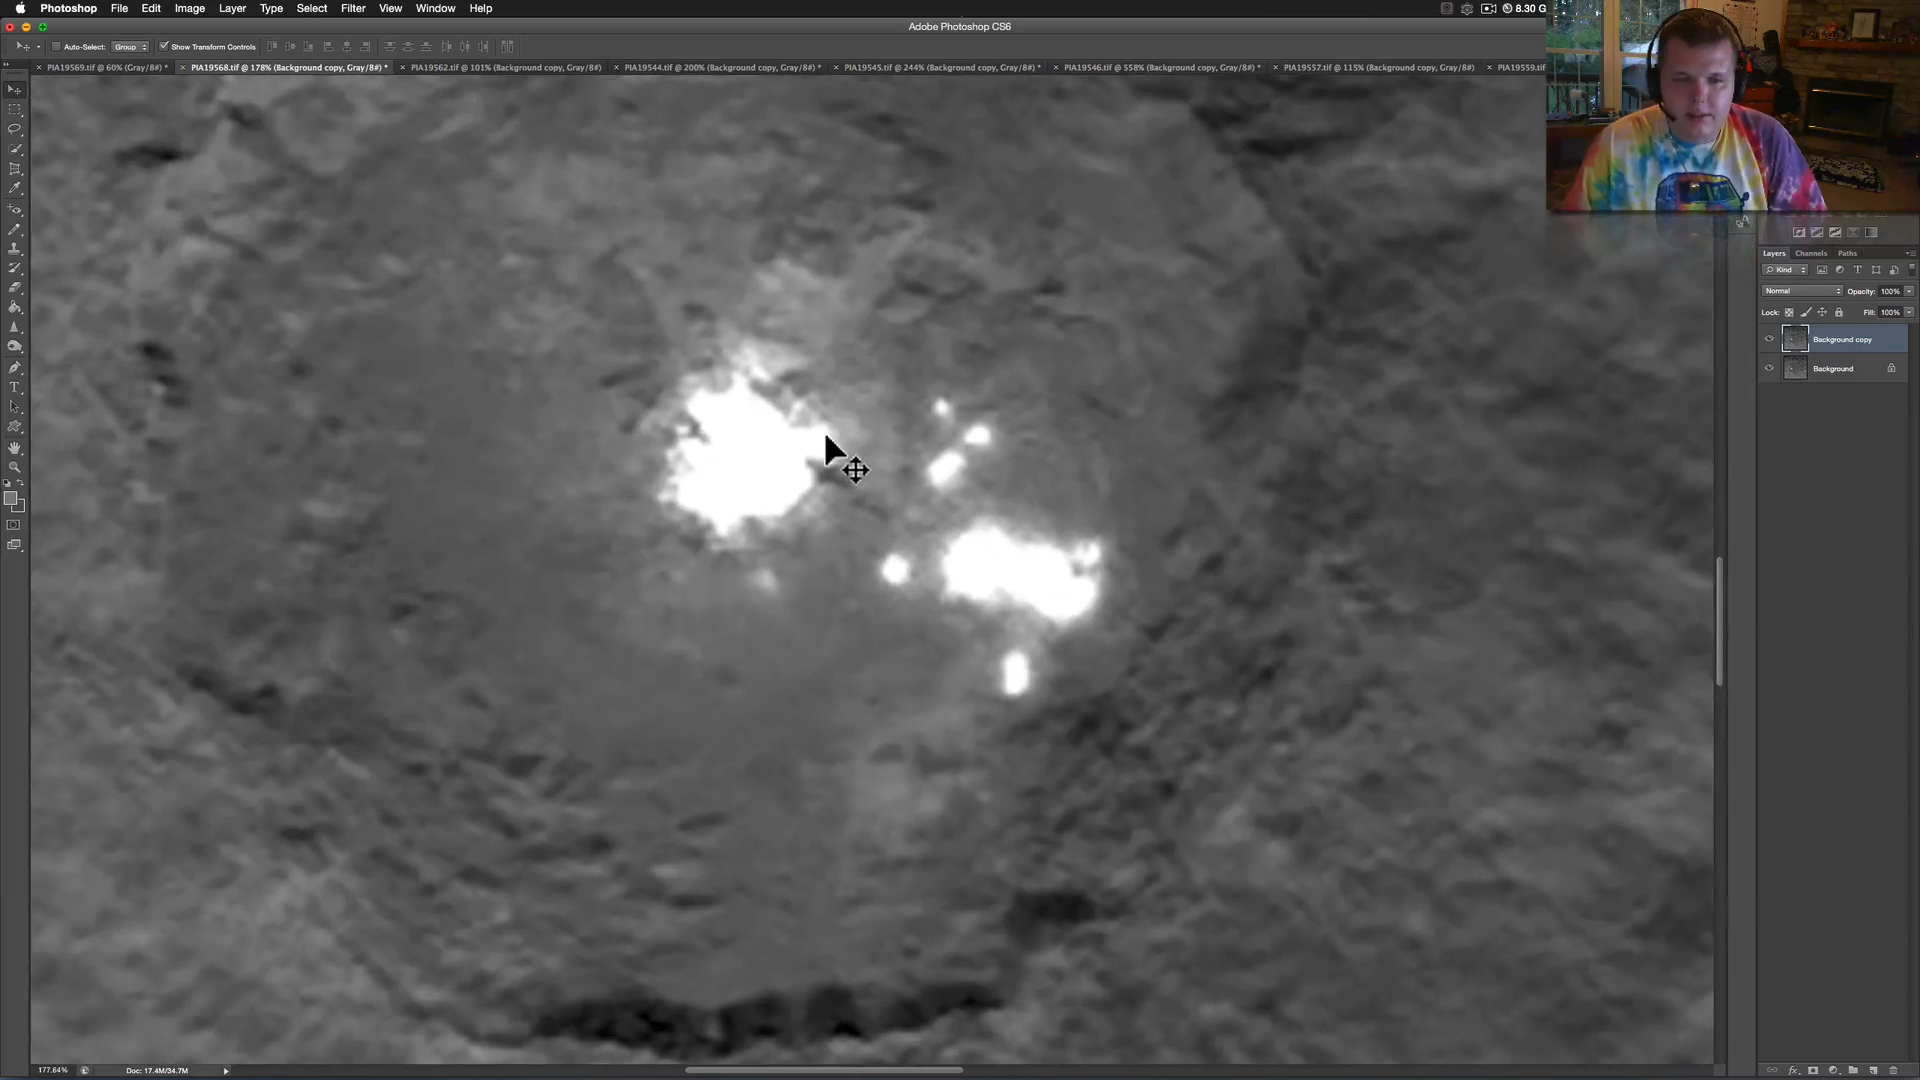 Photoshop File Edit Image Layer Type Select Filter View Window Help 8.30 G
Adobe Photoshop CS6
Auto-Select: Group Show Transform Controls
PIA19569.tif @ 60% (Gray/8#) * PIA19568.tif @ 178% (Background copy, Gray/8#) * PIA19562.tif @ 101% (Background copy, Gray/8#) PIA19544.tif @ 200% (Background copy, Gray/8#) * PIA19545.tif @ 244% (Background copy, Gray/8#) * PIA19546.tif @ 558% (Background copy, Gray/8#) * PIA19557.tif @ 115% (Background copy, Gray/8#) PIA19559.tif
Layers Channels Paths
Kind
Normal Opacity: 100%
Lock: Fill: 100%
Background copy
Background
177.64% Doc: 17.4M/34.7M